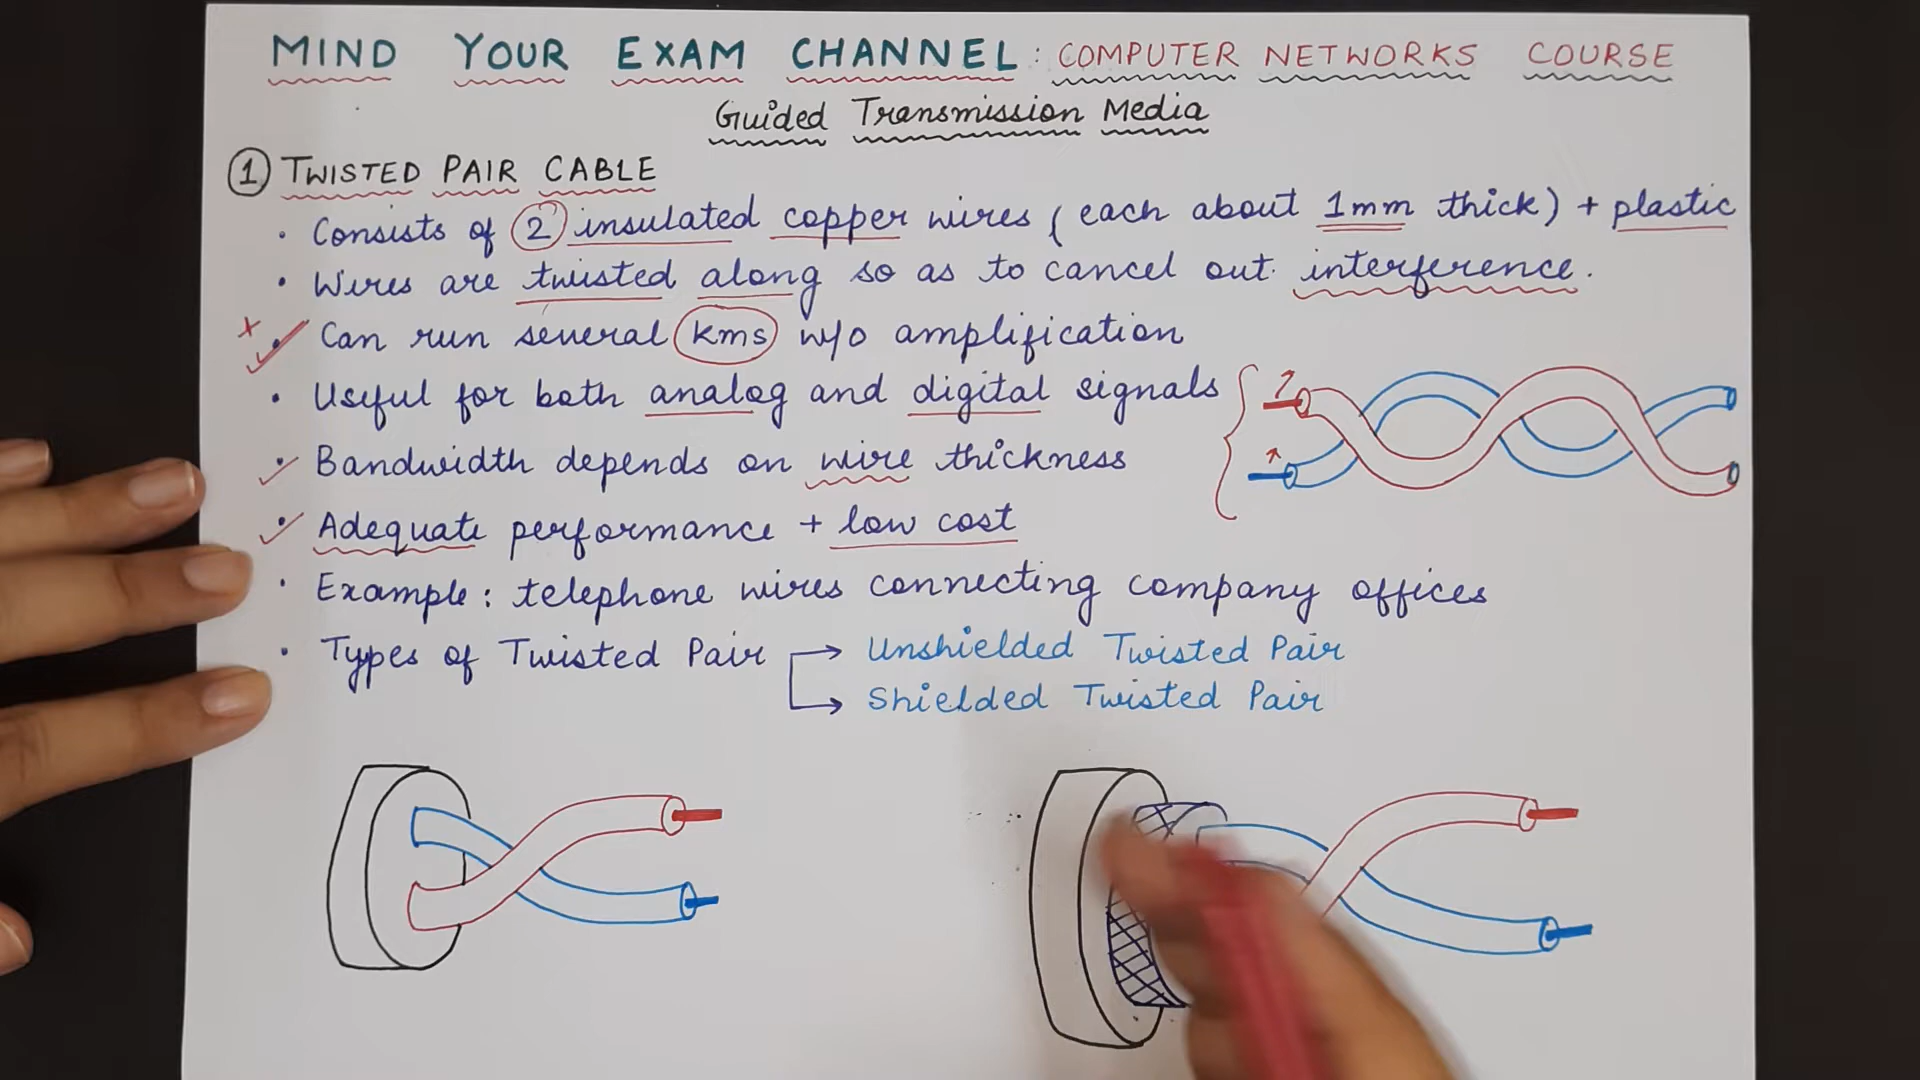 MIND YOUR EXAM CHANNEL : COMPUTER NETWORKS COURSE
Guided Transmission Media
① TWISTED PAIR CABLE
• Consists of 2 insulated copper wires (each about 1mm thick) + plastic
• Wires are twisted along so as to cancel out interference.
• Can run several kms w/o amplification
• Useful for both analog and digital signals
• Bandwidth depends on wire thickness
• Adequate performance + low cost
• Example: telephone wires connecting company offices
• Types of Twisted Pair → Unshielded Twisted Pair
→ Shielded Twisted Pair